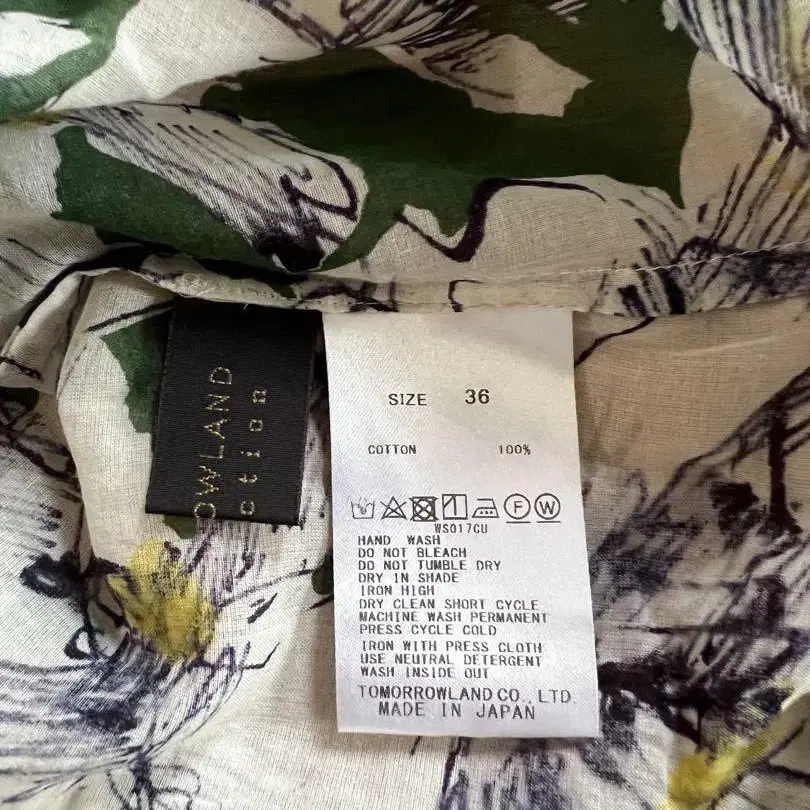 OWLAND
ction
SIZE 36
COTTON 100%
F W
WS017CU
HAND WASH
DO NOT BLEACH
DO NOT TUMBLE DRY
DRY IN SHADE
IRON HIGH
DRY CLEAN SHORT CYCLE
MACHINE WASH PERMANENT
PRESS CYCLE COLD
IRON WITH PRESS CLOTH
USE NEUTRAL DETERGENT
WASH INSIDE OUT
TOMORROWLAND CO., LTD.
MADE IN JAPAN